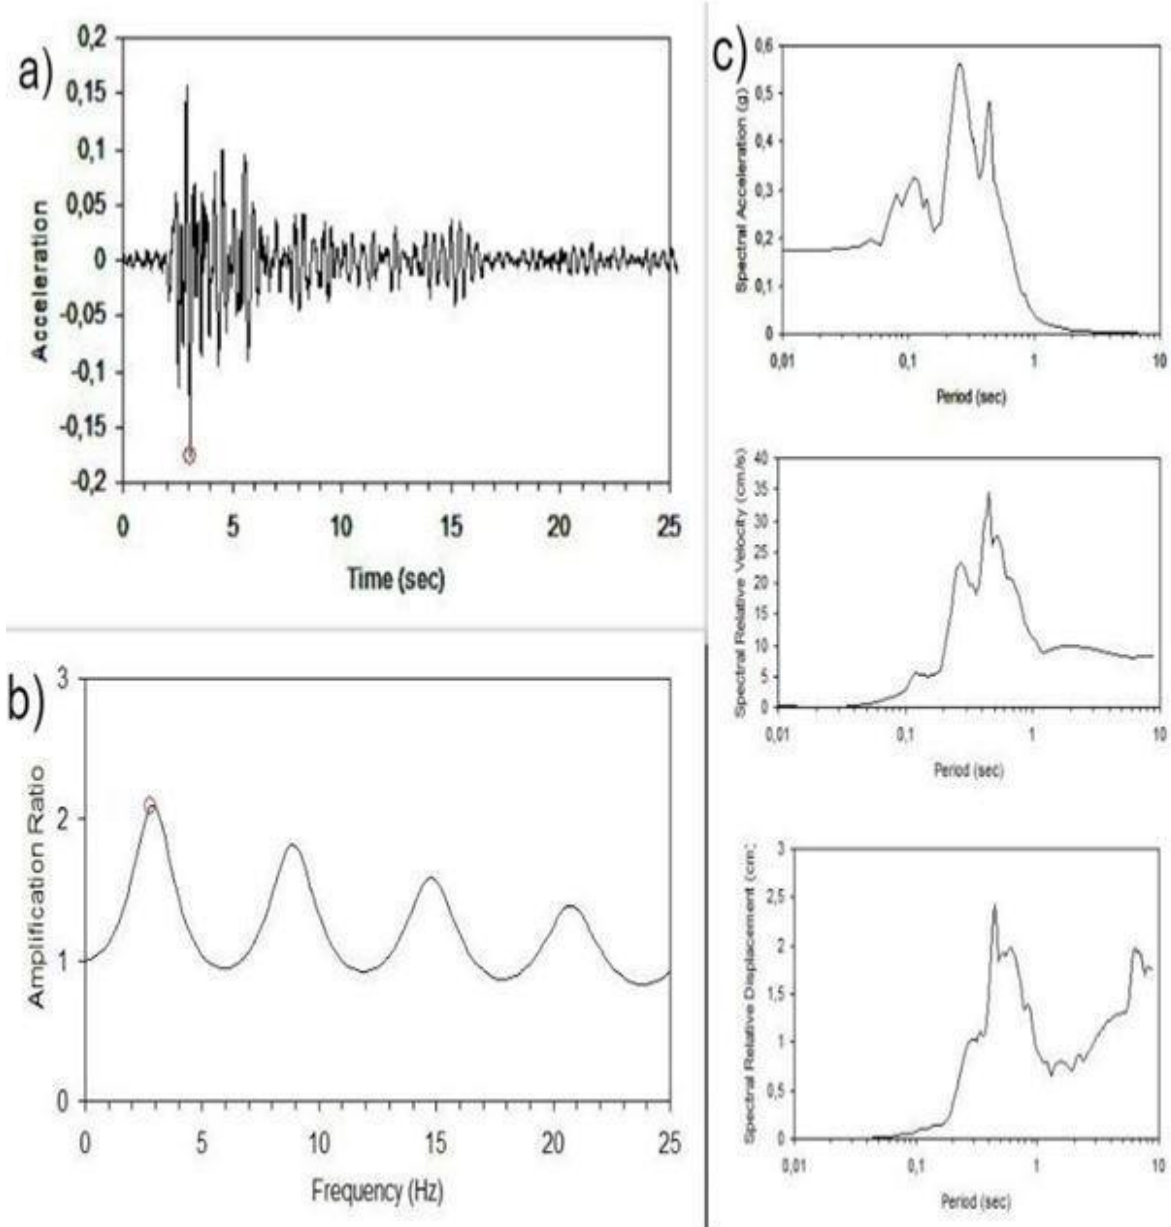 a)
Acceleration
0,2
0,15
0,1
0,05
0
-0,05
-0,1
-0,15
-0,2
0 5 10 15 20 25
Time (sec)
b)
Amplification Ratio
3
2
1
0
0 5 10 15 20 25
Frequency (Hz)
c)
Spectral Acceleration (g)
0,6
0,5
0,4
0,3
0,2
0,1
0
0,01 0,1 1 10
Period (sec)
Spectral Relative Velocity (cm/s)
40
35
30
25
20
15
10
5
0
0,01 0,1 1 10
Period (sec)
Spectral Relative Displacement (cm)
3
2,5
2
1,5
1
0,5
0
0,01 0,1 1 10
Period (sec)